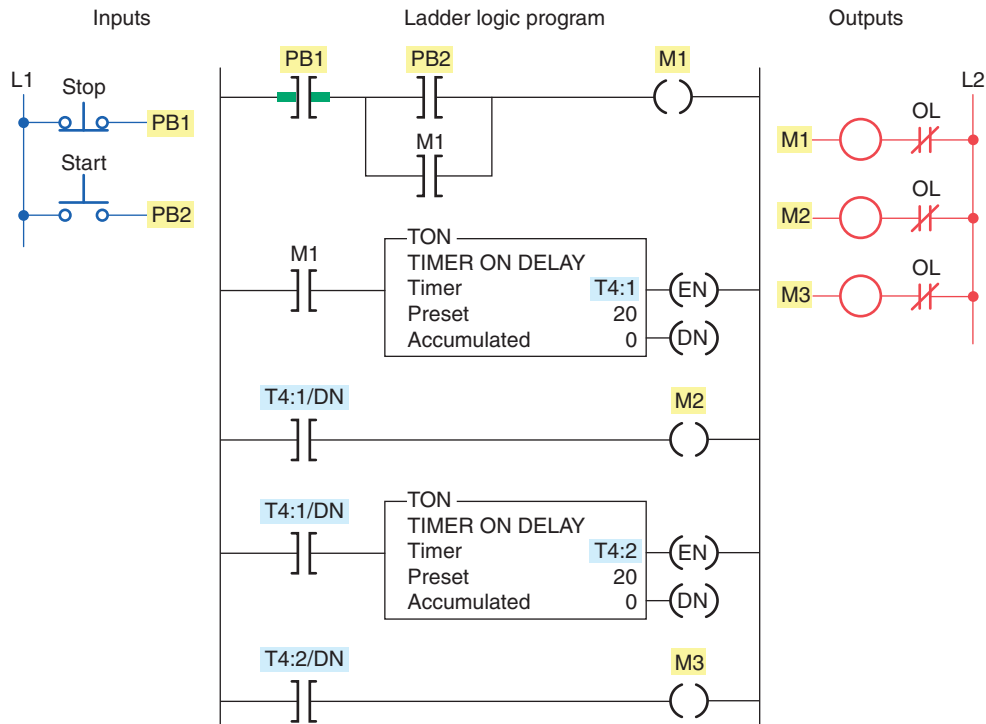 Inputs
Ladder logic program
Outputs
L1
Stop
PB1
Start
PB2
PB1
PB2
M1
M1
L2
OL
M1
OL
M2
OL
M3
M1
TON
TIMER ON DELAY
Timer T4:1
Preset 20
Accumulated 0
EN
DN
T4:1/DN
M2
T4:1/DN
TON
TIMER ON DELAY
Timer T4:2
Preset 20
Accumulated 0
EN
DN
T4:2/DN
M3